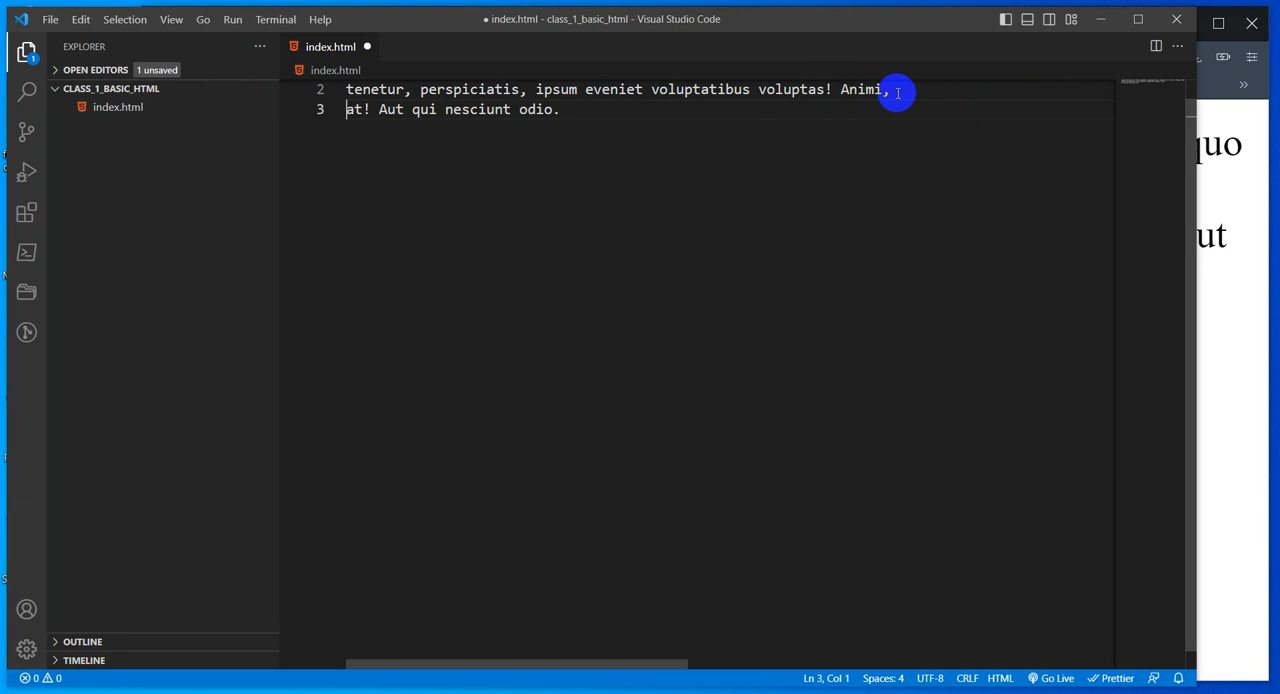 File Edit Selection View Go Run Terminal Help
● index.html - class_1_basic_html - Visual Studio Code
EXPLORER
index.html
1
OPEN EDITORS 1 unsaved
index.html
CLASS_1_BASIC_HTML
index.html
2 tenetur, perspiciatis, ipsum eveniet voluptatibus voluptas! Animi,
3 at! Aut qui nesciunt odio.
quo
ut
OUTLINE
TIMELINE
0 0 Ln 3, Col 1 Spaces: 4 UTF-8 CRLF HTML Go Live Prettier